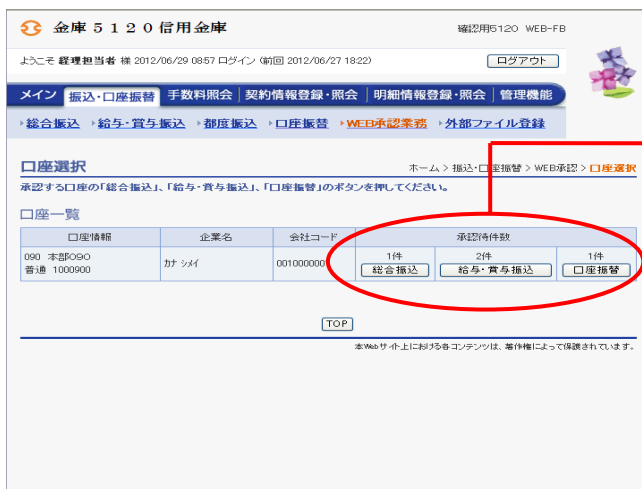 金庫５１２０信用金庫
確認用5120 WEB-FB
ようこそ 経理担当者 様 2012/06/29 08:57 ログイン (前回 2012/06/27 18:22)
ログアウト
メイン 振込・口座振替 手数料照会 契約情報登録・照会 明細情報登録・照会 管理機能
総合振込 給与・賞与振込 都度振込 口座振替 WEB承認業務 外部ファイル登録
口座選択
ホーム > 振込・口座振替 > WEB承認 > 口座選択
承認する口座の「総合振込」、「給与・賞与振込」、「口座振替」のボタンを押してください。
口座一覧
口座情報 企業名 会社コード 承認待件数
090 本部090
普通 1000900
カナ シメイ
001000000
1件 2件 1件
総合振込 給与・賞与振込 口座振替
TOP
本Webサイト上における各コンテンツは、著作権によって保護されています。